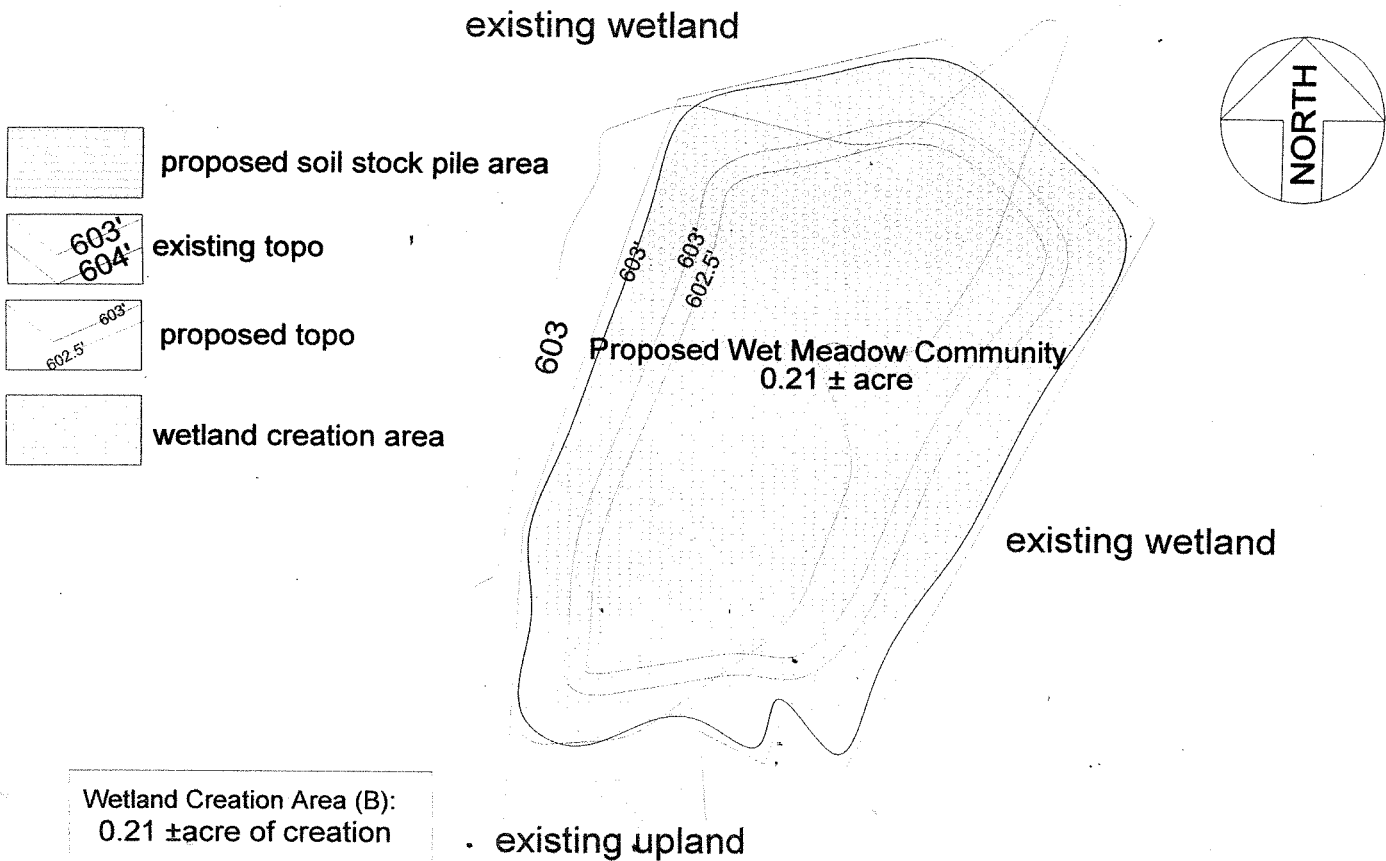 existing wetland
NORTH
proposed soil stock pile area
603'
604'
existing topo
603'
602.5'
proposed topo
wetland creation area
603'
603'
602.5'
603
Proposed Wet Meadow Community
0.21 ± acre
existing wetland
Wetland Creation Area (B):
0.21 ±acre of creation
existing upland